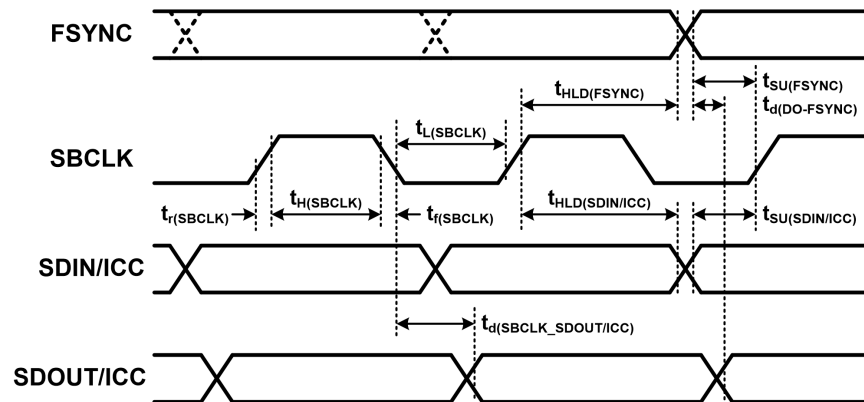 FSYNC
tSU(FSYNC)
tHLD(FSYNC)
td(DO-FSYNC)
tL(SBCLK)
SBCLK
tr(SBCLK)
tH(SBCLK)
tf(SBCLK)
tHLD(SDIN/ICC)
tSU(SDIN/ICC)
SDIN/ICC
td(SBCLK_SDOUT/ICC)
SDOUT/ICC